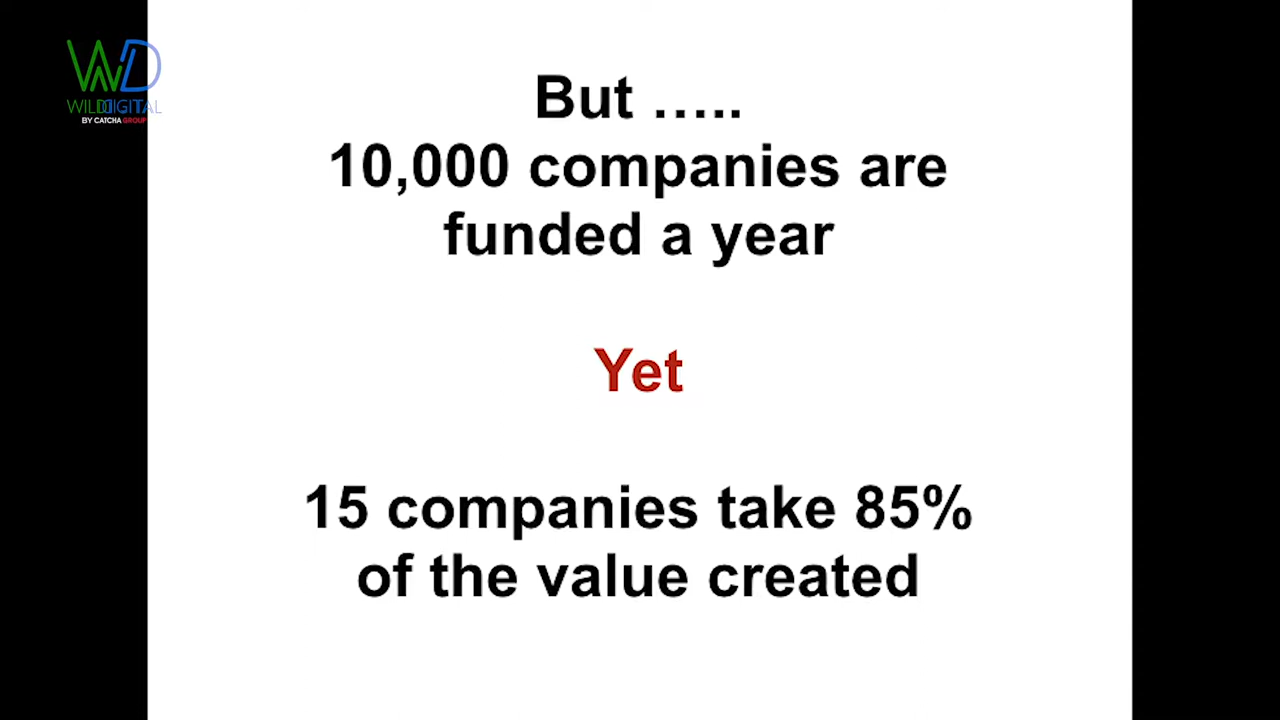 WILDDIGITAL
BY CATCHA GROUP
But …..
10,000 companies are
funded a year
Yet
15 companies take 85%
of the value created